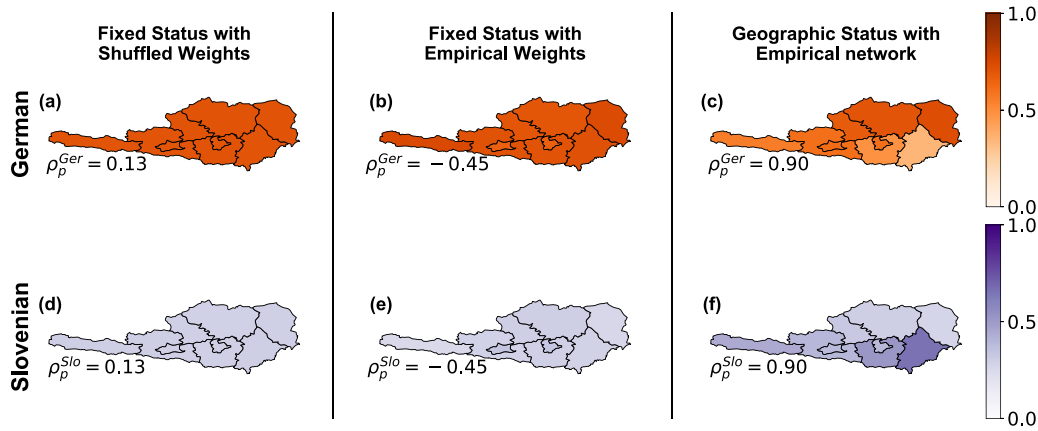 Fixed Status with
Shuffled Weights
Fixed Status with
Empirical Weights
Geographic Status with
Empirical network
German
(a)
ρ_p^{Ger} = 0.13
(b)
ρ_p^{Ger} = −0.45
(c)
ρ_p^{Ger} = 0.90
1.0
0.5
0.0
Slovenian
(d)
ρ_p^{Slo} = 0.13
(e)
ρ_p^{Slo} = −0.45
(f)
ρ_p^{Slo} = 0.90
1.0
0.5
0.0